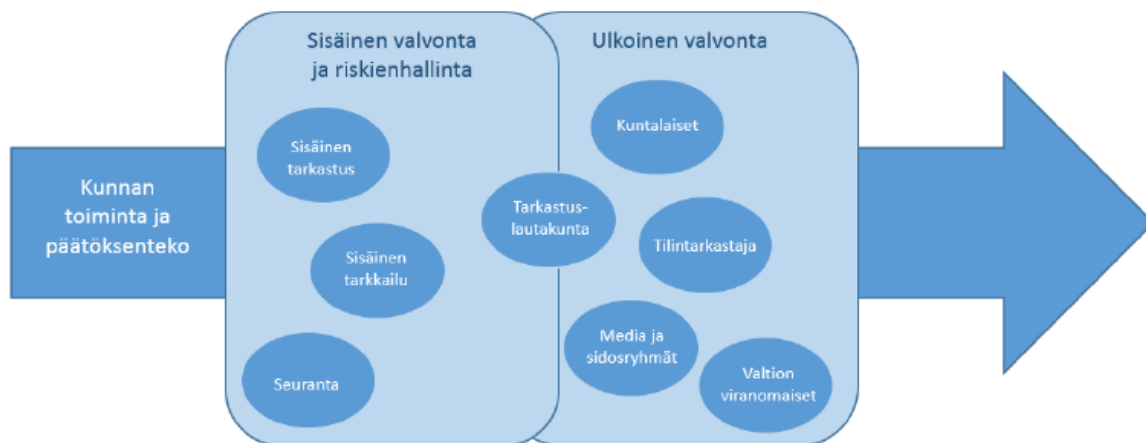 Kunnan
toiminta ja
päätöksenteko
Sisäinen valvonta
ja riskienhallinta
Sisäinen
tarkastus
Sisäinen
tarkkailu
Seuranta
Tarkastus-
lautakunta
Ulkoinen valvonta
Kuntalaiset
Tilintarkastaja
Media ja
sidosryhmät
Valtion
viranomaiset